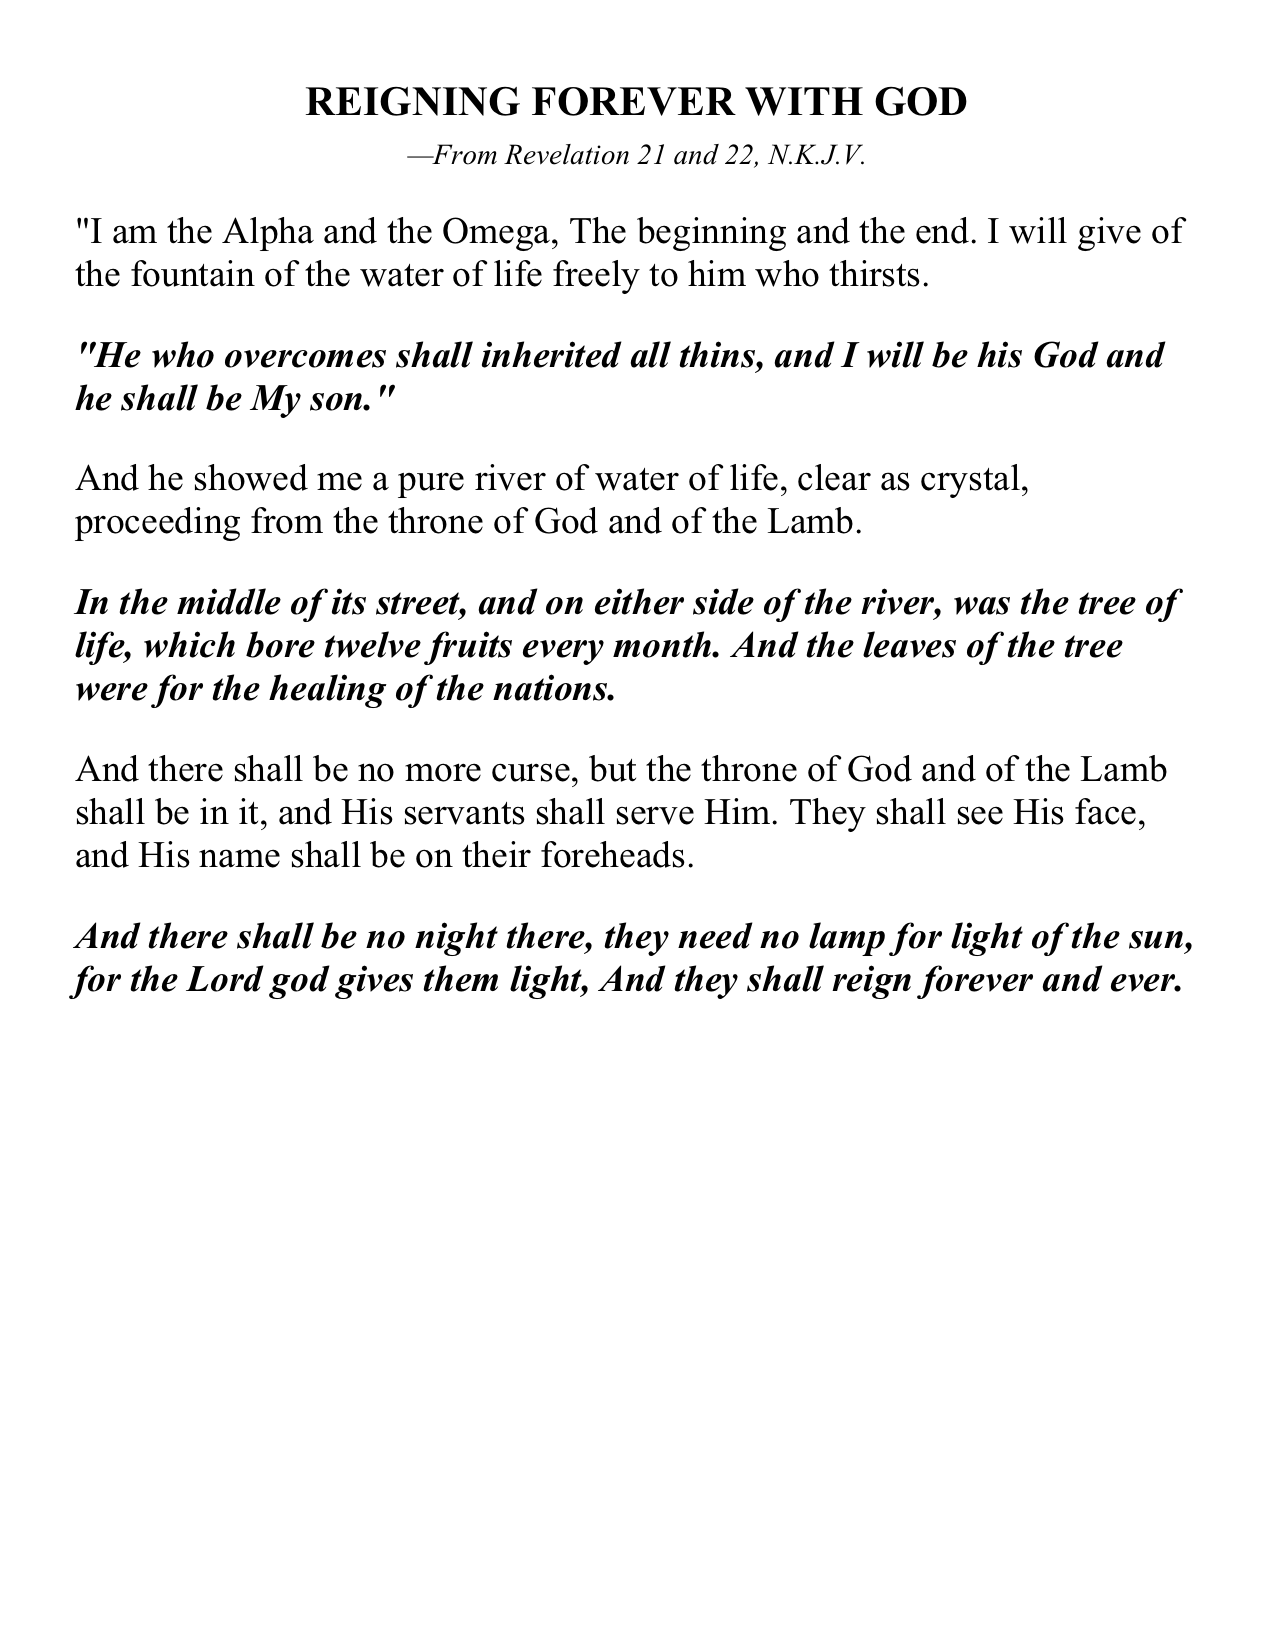 REIGNING FOREVER WITH GOD
—From Revelation 21 and 22, N.K.J.V.
"I am the Alpha and the Omega, The beginning and the end. I will give of
the fountain of the water of life freely to him who thirsts.
"He who overcomes shall inherited all thins, and I will be his God and
he shall be My son."
And he showed me a pure river of water of life, clear as crystal,
proceeding from the throne of God and of the Lamb.
In the middle of its street, and on either side of the river, was the tree of
life, which bore twelve fruits every month. And the leaves of the tree
were for the healing of the nations.
And there shall be no more curse, but the throne of God and of the Lamb
shall be in it, and His servants shall serve Him. They shall see His face,
and His name shall be on their foreheads.
And there shall be no night there, they need no lamp for light of the sun,
for the Lord god gives them light, And they shall reign forever and ever.